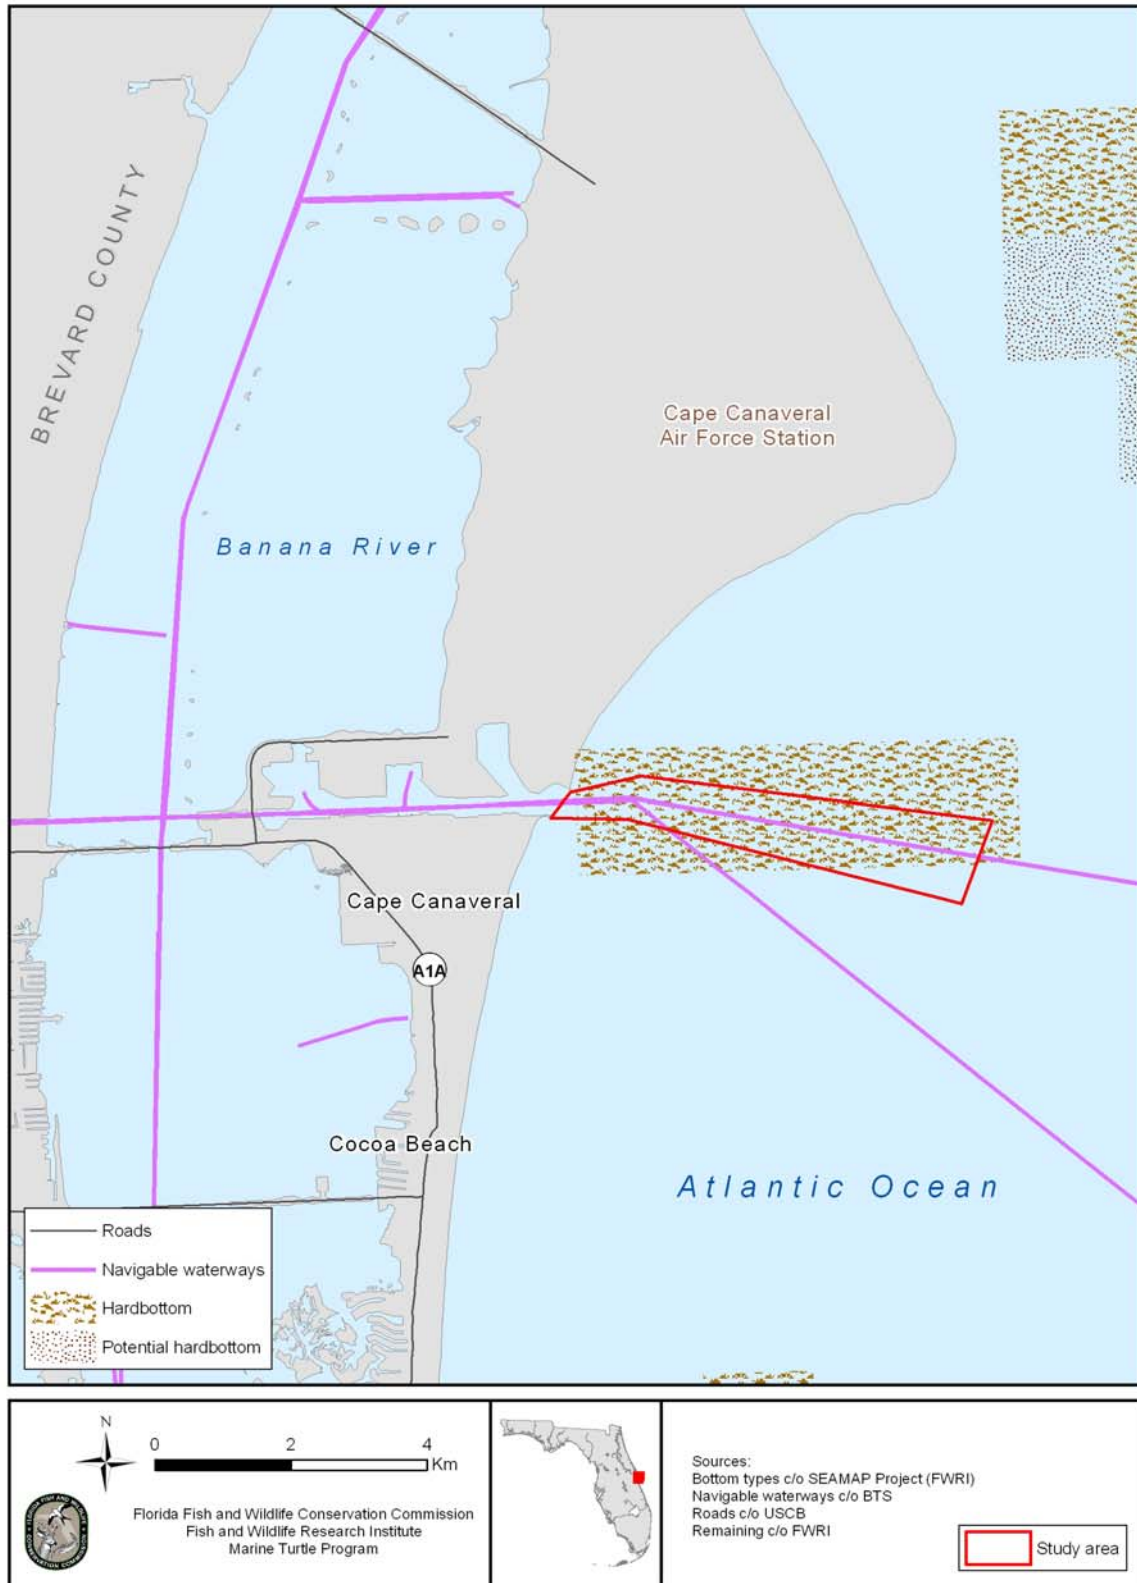 BREVARD COUNTY
Cape Canaveral
Air Force Station
Banana River
Cape Canaveral
A1A
Cocoa Beach
Atlantic Ocean
Roads
Navigable waterways
Hardbottom
Potential hardbottom
N
0 2 4
Km
Florida Fish and Wildlife Conservation Commission
Fish and Wildlife Research Institute
Marine Turtle Program
Sources:
Bottom types c/o SEAMAP Project (FWRI)
Navigable waterways c/o BTS
Roads c/o USCB
Remaining c/o FWRI
Study area